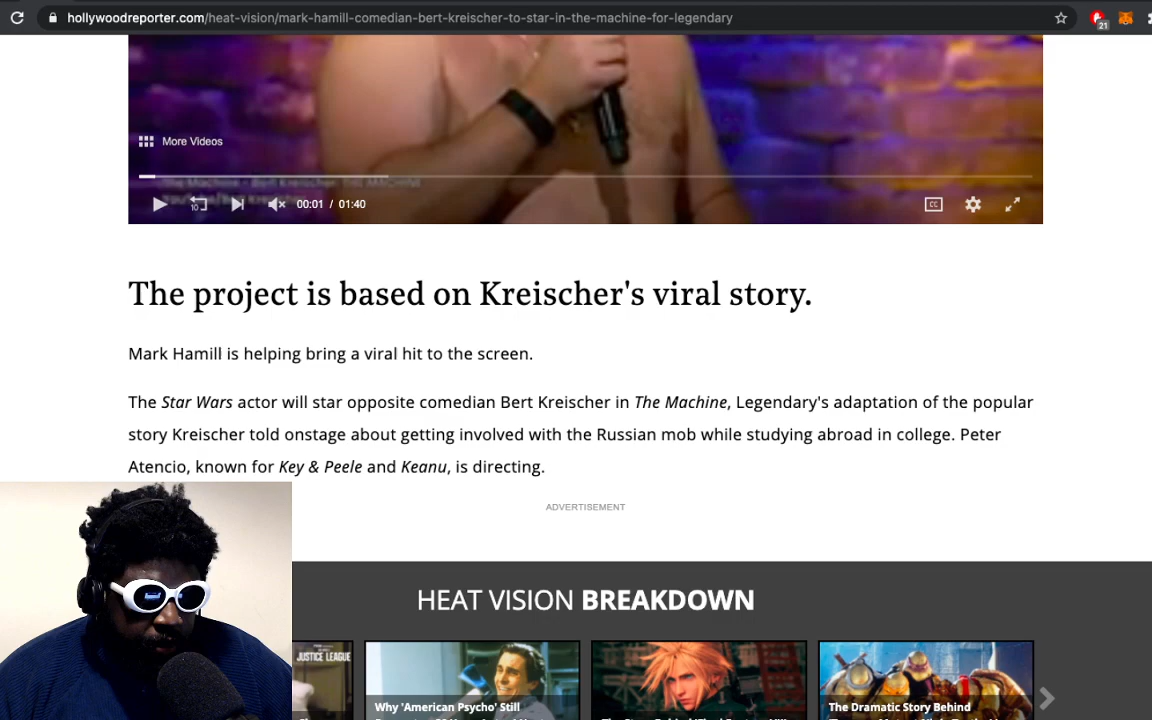 hollywoodreporter.com/heat-vision/mark-hamill-comedian-bert-kreischer-to-star-in-the-machine-for-legendary
21
More Videos
10
00:01 / 01:40
CC
The project is based on Kreischer's viral story.
Mark Hamill is helping bring a viral hit to the screen.
The Star Wars actor will star opposite comedian Bert Kreischer in The Machine, Legendary's adaptation of the popular
story Kreischer told onstage about getting involved with the Russian mob while studying abroad in college. Peter
Atencio, known for Key & Peele and Keanu, is directing.
ADVERTISEMENT
HEAT VISION BREAKDOWN
JUSTICE LEAGUE
Why 'American Psycho' Still
The Dramatic Story Behind